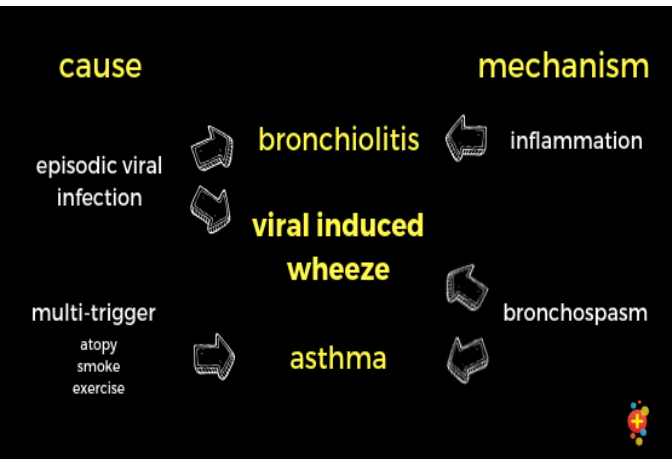 cause
mechanism
bronchiolitis
inflammation
episodic viral
infection
viral induced
wheeze
multi-trigger
bronchospasm
atopy
smoke
exercise
asthma